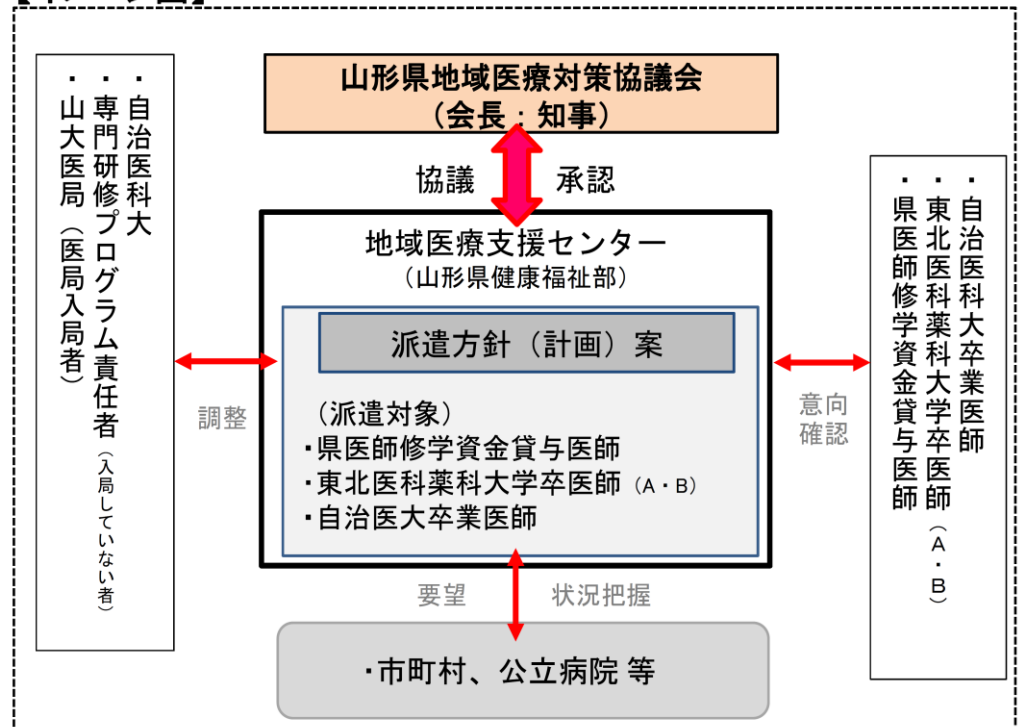 【イメージ図】
山形県地域医療対策協議会
（会長：知事）
協議 承認
地域医療支援センター
（山形県健康福祉部）
派遣方針（計画）案
（派遣対象）
・県医師修学資金貸与医師
・東北医科薬科大学卒医師（A・B）
・自治医大卒業医師
・自治医科大
・専門研修プログラム責任者（入局していない者）
・山大医局（医局入局者）
調整
意向
確認
・自治医科大卒業医師
・東北医科薬科大学卒医師（A・B）
・県医師修学資金貸与医師
要望 状況把握
・市町村、公立病院 等